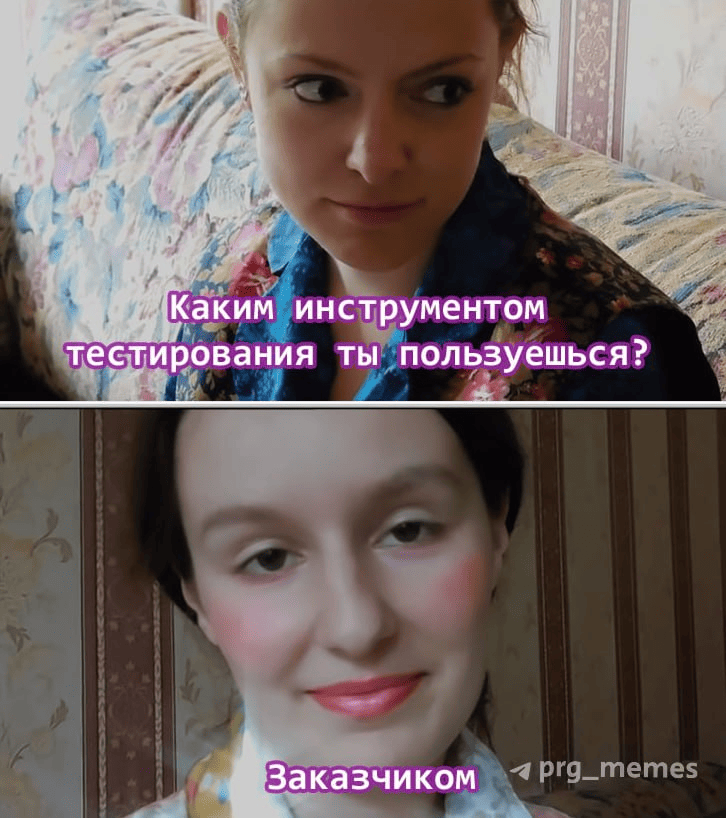 Каким инструментом
тестирования ты пользуешься?
Заказчиком
prg_memes